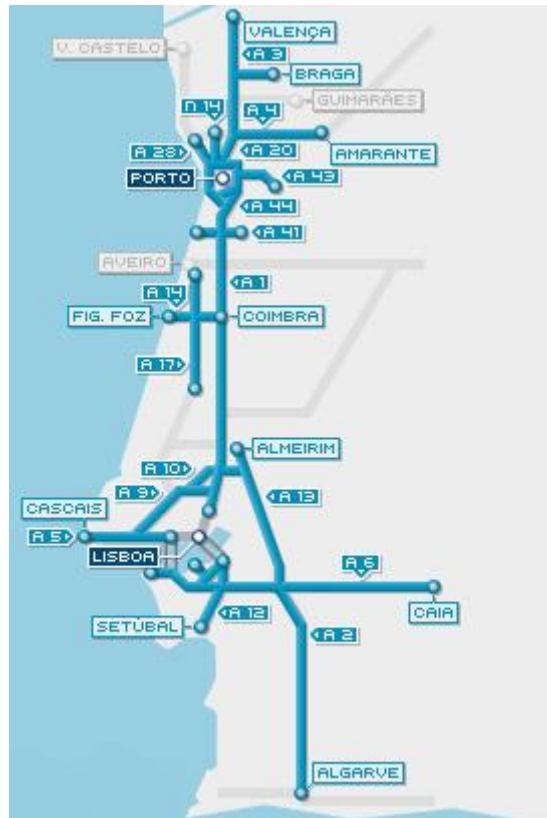 VALENÇA
V. CASTELO
A 3
BRAGA
GUIMARÃES
N 14
A 4
A 28
A 20
AMARANTE
PORTO
A 43
A 44
A 41
AVEIRO
A 1
A 14
FIG. FOZ
COIMBRA
A 17
ALMEIRIM
A 10
A 9
A 13
CASCAIS
A 5
LISBOA
A 6
CAIA
A 12
SETÚBAL
A 2
ALGARVE